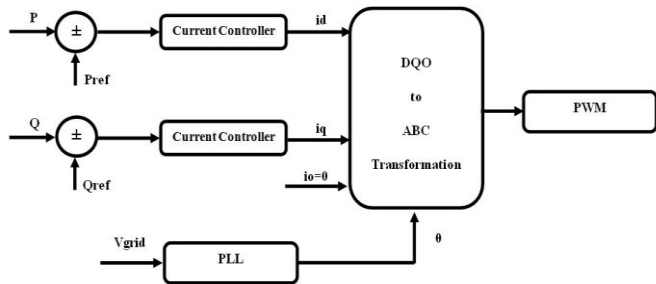 P
±
Current Controller
id
Pref
DQO
to
ABC
Transformation
PWM
Q
±
Current Controller
iq
Qref
io=0
Vgrid
PLL
θ